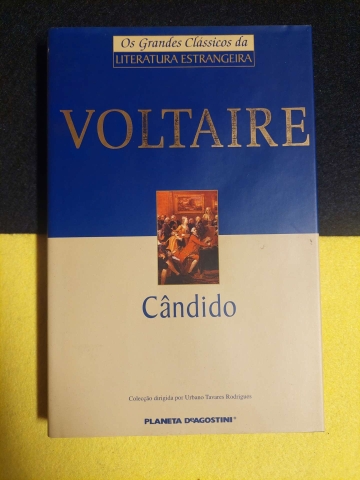 Os Grandes Clássicos da
LITERATURA ESTRANGEIRA
VOLTAIRE
Cândido
Colecção dirigida por Urbano Tavares Rodrigues
PLANETA DeAGOSTINI